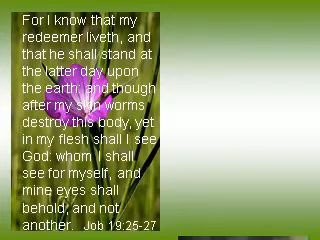 For I know that my
redeemer liveth, and
that he shall stand at
the latter day upon
the earth: and though
after my skin worms
destroy this body, yet
in my flesh shall I see
God: whom I shall
see for myself, and
mine eyes shall
behold, and not
another. Job 19:25-27